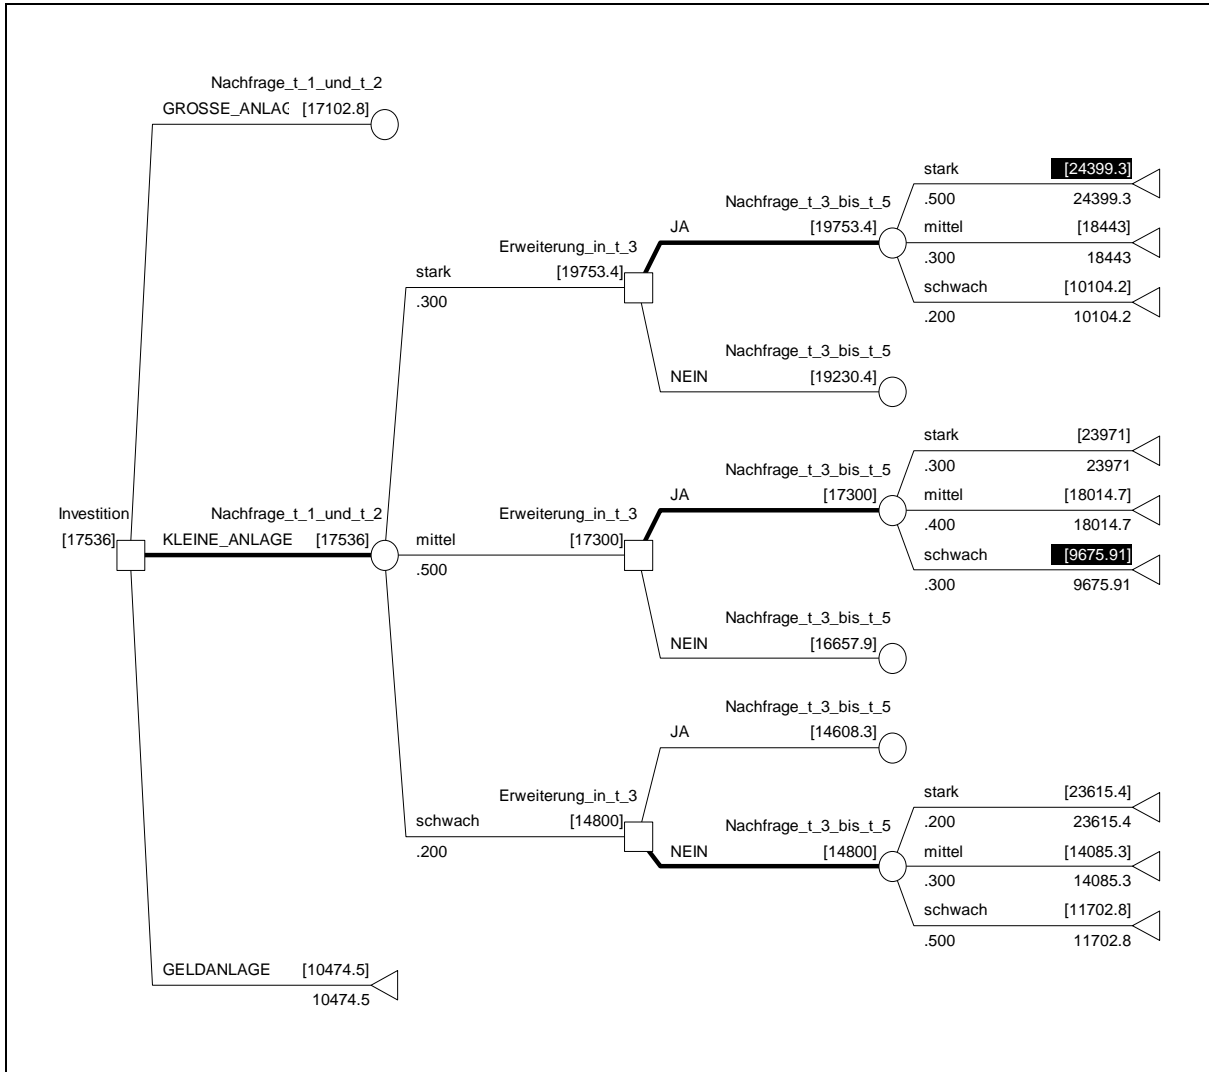 Nachfrage_t_1_und_t_2
GROSSE_ANLAG [17102.8]
stark [24399.3]
.500 24399.3
Nachfrage_t_3_bis_t_5
JA [19753.4]
mittel [18443]
.300 18443
Erweiterung_in_t_3
stark [19753.4]
.300
schwach [10104.2]
.200 10104.2
Nachfrage_t_3_bis_t_5
NEIN [19230.4]
stark [23971]
.300 23971
Nachfrage_t_3_bis_t_5
JA [17300]
mittel [18014.7]
.400 18014.7
Investition
[17536]
Nachfrage_t_1_und_t_2
KLEINE_ANLAGE [17536]
Erweiterung_in_t_3
mittel [17300]
.500
schwach [9675.91]
.300 9675.91
Nachfrage_t_3_bis_t_5
NEIN [16657.9]
Nachfrage_t_3_bis_t_5
JA [14608.3]
Erweiterung_in_t_3
schwach [14800]
.200
stark [23615.4]
.200 23615.4
Nachfrage_t_3_bis_t_5
NEIN [14800]
mittel [14085.3]
.300 14085.3
schwach [11702.8]
.500 11702.8
GELDANLAGE [10474.5]
10474.5